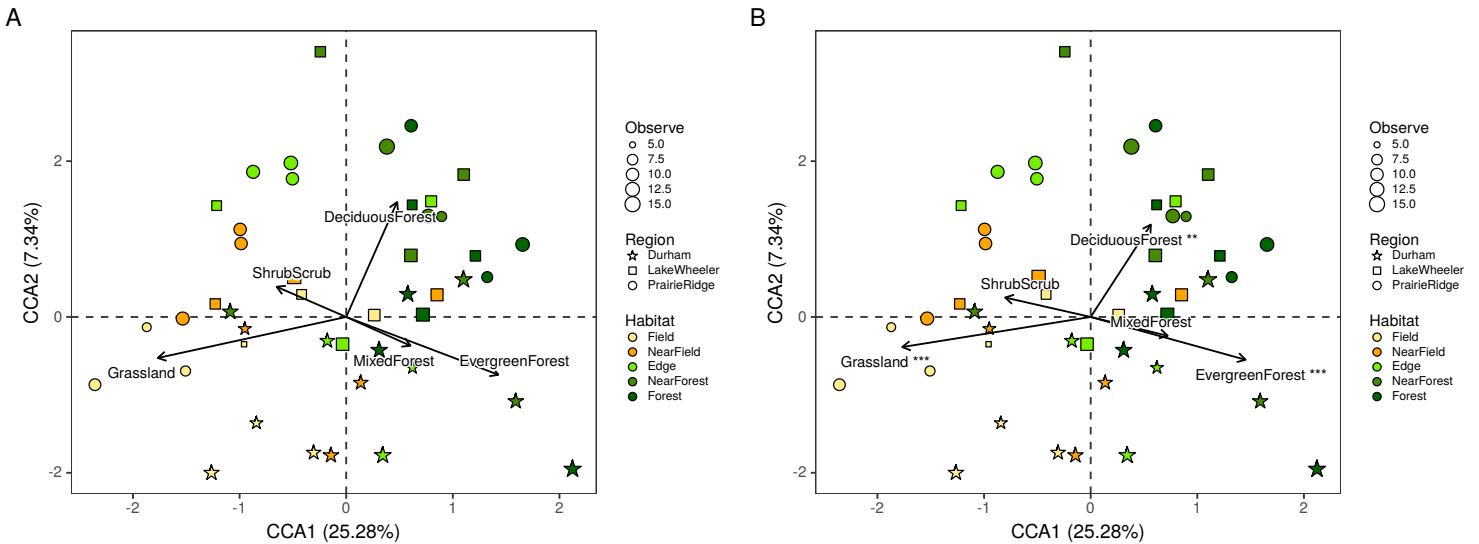 A
CCA2 (7.34%)
2
0
-2
DeciduousForest
ShrubScrub
MixedForest
EvergreenForest
Grassland
-2
-1
0
1
2
CCA1 (25.28%)
Observe
5.0
7.5
10.0
12.5
15.0
Region
Durham
LakeWheeler
PrairieRidge
Habitat
Field
NearField
Edge
NearForest
Forest
B
CCA2 (7.34%)
2
0
-2
DeciduousForest **
ShrubScrub
MixedForest
Grassland ***
EvergreenForest ***
-2
-1
0
1
2
CCA1 (25.28%)
Observe
5.0
7.5
10.0
12.5
15.0
Region
Durham
LakeWheeler
PrairieRidge
Habitat
Field
NearField
Edge
NearForest
Forest